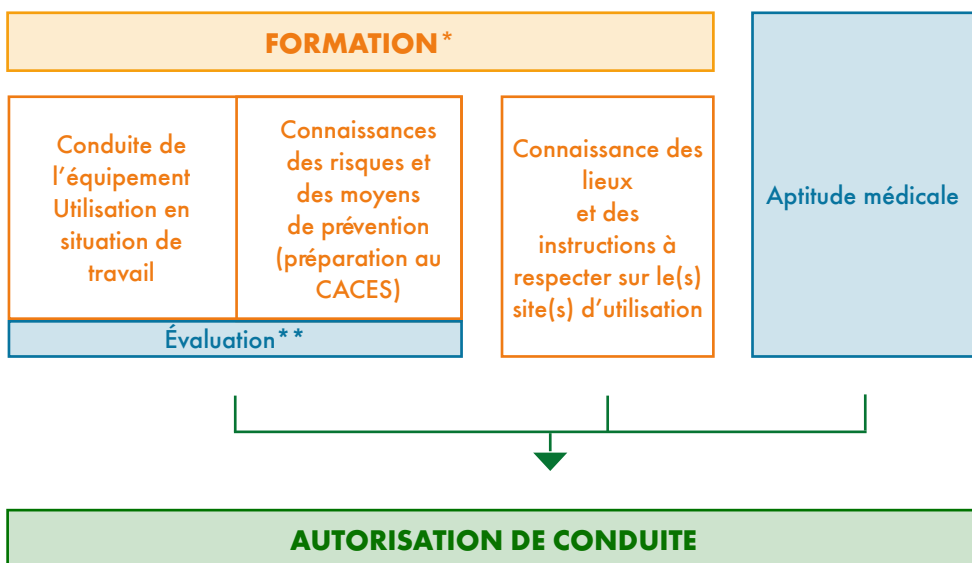 FORMATION*
Conduite de
l'équipement
Utilisation en
situation de
travail
Connaissances
des risques et
des moyens
de prévention
(préparation au
CACES)
Évaluation**
Connaissance des
lieux
et des
instructions à
respecter sur le(s)
site(s) d'utilisation
Aptitude médicale
AUTORISATION DE CONDUITE